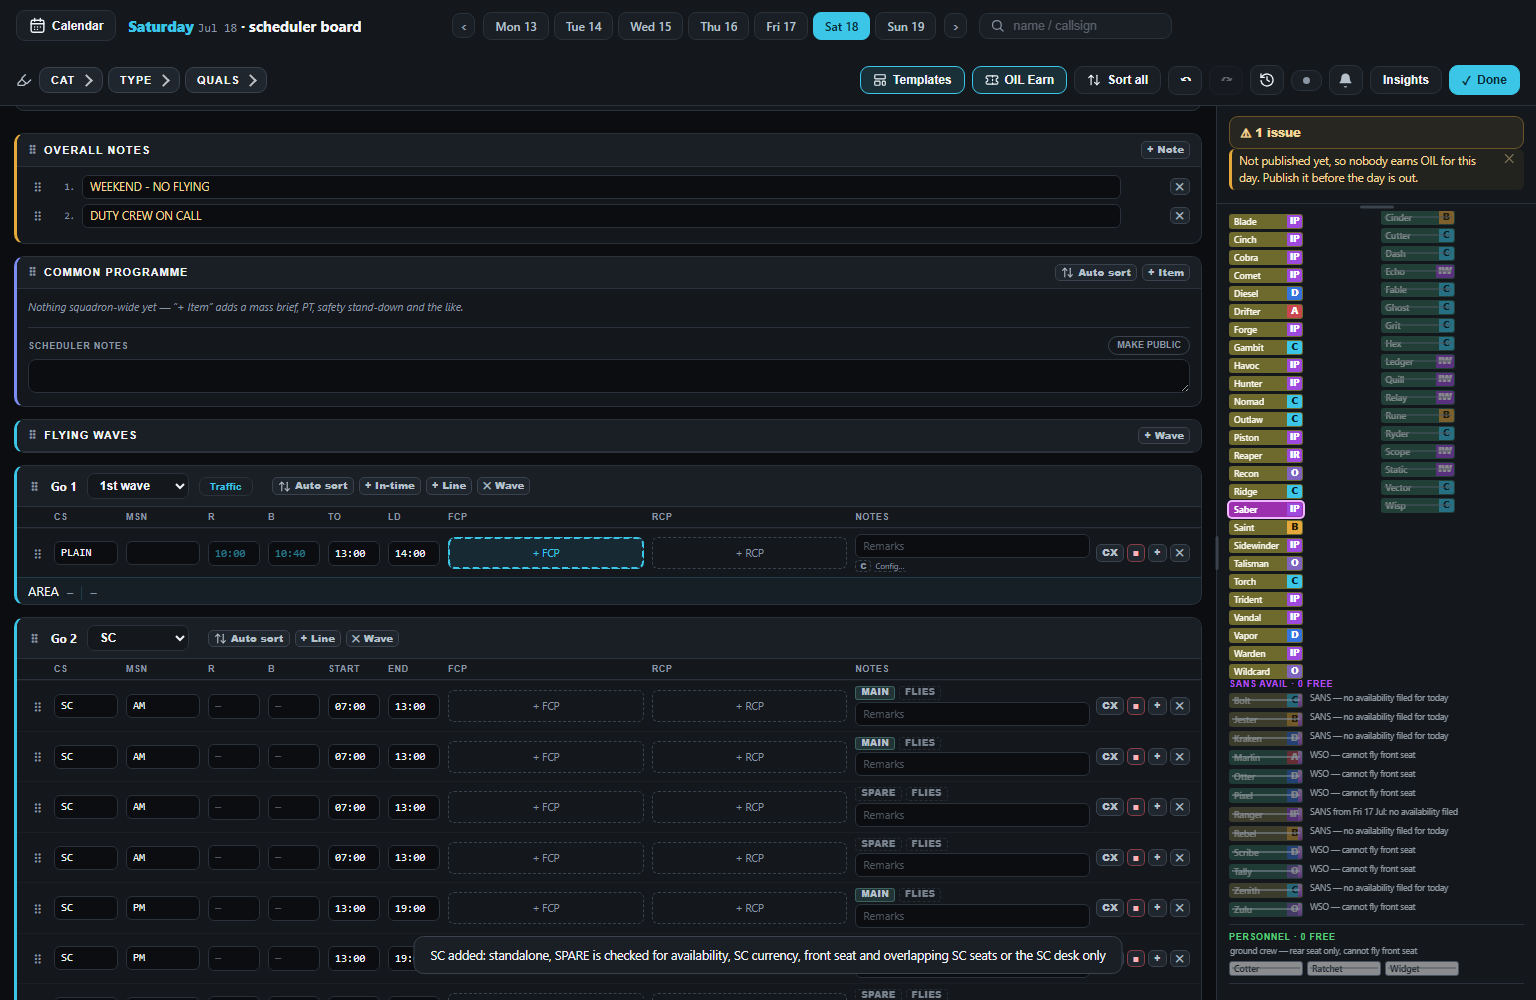 Calendar
Saturday Jul 18 · scheduler board
‹ Mon 13 Tue 14 Wed 15 Thu 16 Fri 17 Sat 18 Sun 19 ›
name / callsign
CAT TYPE QUALS
Templates OIL Earn Sort all Insights ✓ Done
⚠ 1 issue
Not published yet, so nobody earns OIL for this
day. Publish it before the day is out.
OVERALL NOTES + Note
1. WEEKEND - NO FLYING
2. DUTY CREW ON CALL
COMMON PROGRAMME Auto sort + Item
Nothing squadron-wide yet — "+ Item" adds a mass brief, PT, safety stand-down and the like.
SCHEDULER NOTES MAKE PUBLIC
FLYING WAVES + Wave
Go 1 1st wave Traffic Auto sort + In-time + Line ✕ Wave
CS MSN R B TO LD FCP RCP NOTES
PLAIN 10:00 10:40 13:00 14:00 + FCP + RCP Remarks CX + ✕
C Config...
AREA – –
Go 2 SC Auto sort + Line ✕ Wave
CS MSN R B START END FCP RCP NOTES
MAIN FLIES
SC AM – – 07:00 13:00 + FCP + RCP Remarks CX + ✕
MAIN FLIES
SC AM – – 07:00 13:00 + FCP + RCP Remarks CX + ✕
SPARE FLIES
SC AM – – 07:00 13:00 + FCP + RCP Remarks CX + ✕
SPARE FLIES
SC AM – – 07:00 13:00 + FCP + RCP Remarks CX + ✕
MAIN FLIES
SC PM – – 13:00 19:00 + FCP + RCP Remarks CX + ✕
SC PM – – 13:00 19: + ✕
SC added: standalone, SPARE is checked for availability, SC currency, front seat and overlapping SC seats or the SC desk only
SPARE FLIES
Blade IP
Cinch IP
Cobra IP
Comet IP
Diesel D
Drifter A
Forge IP
Gambit C
Havoc IP
Hunter IP
Nomad C
Outlaw C
Piston IP
Reaper IR
Recon O
Ridge C
Saber IP
Saint B
Sidewinder IP
Talisman O
Torch C
Trident IP
Vandal IP
Vapor D
Warden IP
Wildcard O
Cinder B
Cutter C
Dash C
Echo
Fable C
Ghost C
Grit C
Hex C
Ledger
Quill
Relay
Rune B
Ryder C
Scope
Static
Vector C
Wisp C
SANS AVAIL · 0 FREE
Bolt C SANS — no availability filed for today
Jester B SANS — no availability filed for today
Kraken D SANS — no availability filed for today
Marlin A WSO — cannot fly front seat
Otter D WSO — cannot fly front seat
Pixel D WSO — cannot fly front seat
Ranger IP SANS from Fri 17 Jul: no availability filed
Rebel B SANS — no availability filed for today
Scribe D WSO — cannot fly front seat
Tally O WSO — cannot fly front seat
Zenith C SANS — no availability filed for today
Zulu O WSO — cannot fly front seat
PERSONNEL · 0 FREE
ground crew — rear seat only, cannot fly front seat
Cotter Ratchet Widget